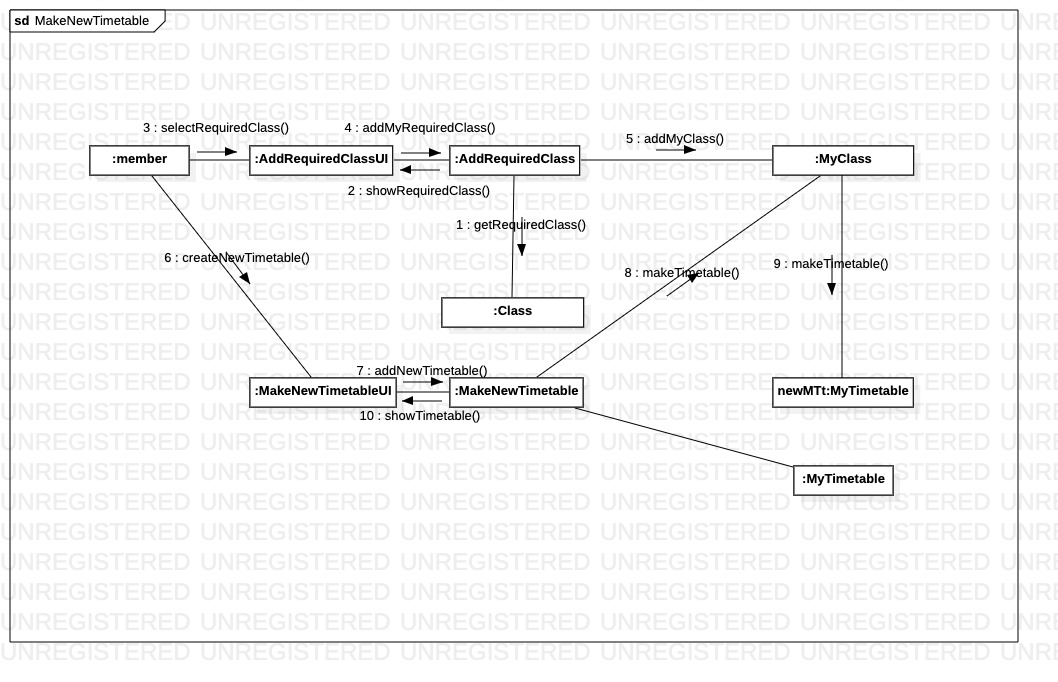 sd MakeNewTimetable
3 : selectRequiredClass()
4 : addMyRequiredClass()
5 : addMyClass()
:member
:AddRequiredClassUI
:AddRequiredClass
:MyClass
2 : showRequiredClass()
1 : getRequiredClass()
6 : createNewTimetable()
8 : makeTimetable()
9 : makeTimetable()
:Class
7 : addNewTimetable()
:MakeNewTimetableUI
:MakeNewTimetable
newMTt:MyTimetable
10 : showTimetable()
:MyTimetable
UNREGISTERED UNREGISTERED UNREGISTERED UNREGISTERED UNREGISTERED UNRE